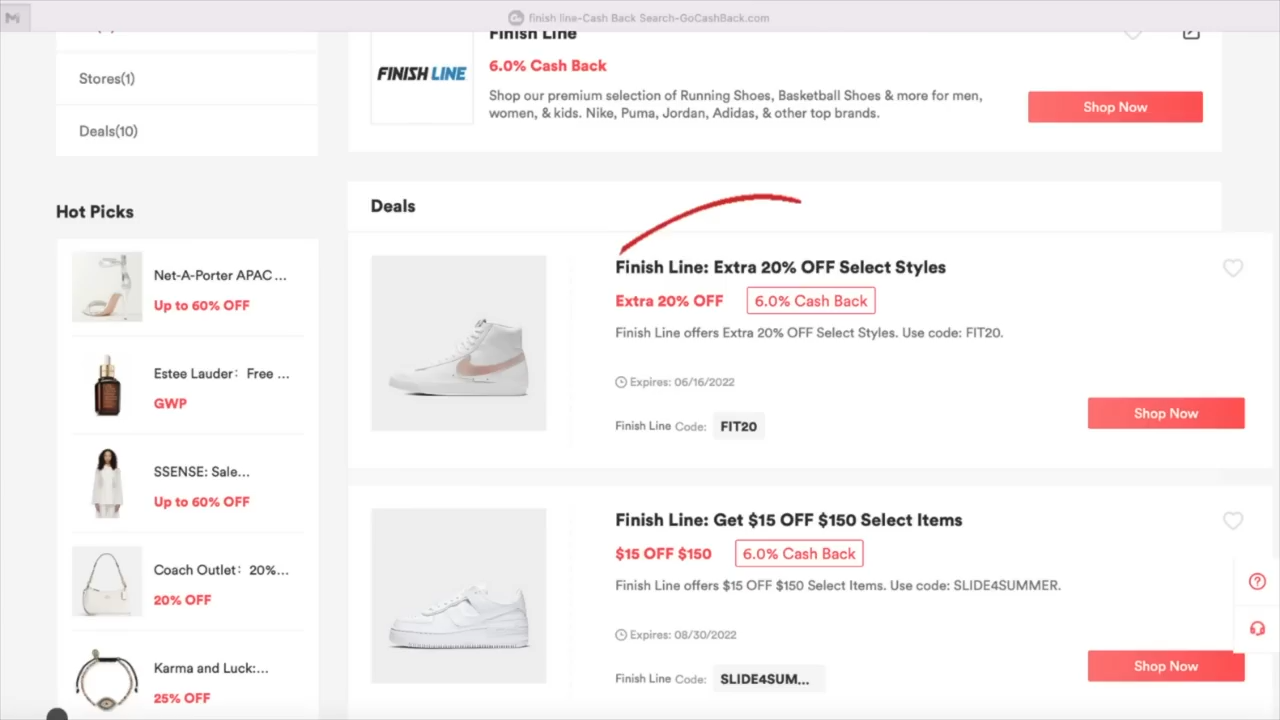 finish line-Cash Back Search-GoCashBack.com
Stores(1)
Deals(10)
Hot Picks
Net-A-Porter APAC ...
Up to 60% OFF
Estee Lauder：Free ...
GWP
SSENSE: Sale...
Up to 60% OFF
Coach Outlet：20%...
20% OFF
Karma and Luck:...
25% OFF
FINISH LINE
Finish Line
6.0% Cash Back
Shop our premium selection of Running Shoes, Basketball Shoes & more for men,
women, & kids. Nike, Puma, Jordan, Adidas, & other top brands.
Shop Now
Deals
Finish Line: Extra 20% OFF Select Styles
Extra 20% OFF 6.0% Cash Back
Finish Line offers Extra 20% OFF Select Styles. Use code: FIT20.
Expires: 06/16/2022
Shop Now
Finish Line Code: FIT20
Finish Line: Get $15 OFF $150 Select Items
$15 OFF $150 6.0% Cash Back
Finish Line offers $15 OFF $150 Select Items. Use code: SLIDE4SUMMER.
Expires: 08/30/2022
Shop Now
Finish Line Code: SLIDE4SUM...